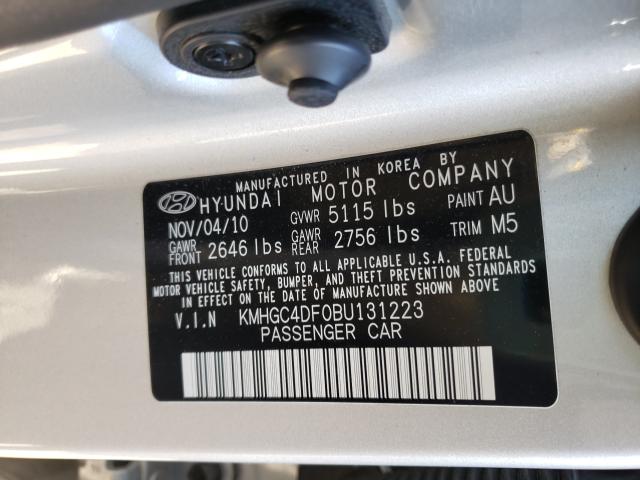 MANUFACTURED IN KOREA BY
HYUNDAI MOTOR COMPANY
NOV/04/10 GVWR 5115 lbs PAINT AU
GAWR FRONT 2646 lbs GAWR REAR 2756 lbs TRIM M5
THIS VEHICLE CONFORMS TO ALL APPLICABLE U.S.A. FEDERAL
MOTOR VEHICLE SAFETY, BUMPER, AND THEFT PREVENTION STANDARDS
IN EFFECT ON THE DATE OF MANUFACTURE SHOWN ABOVE.
V.I.N KMHGC4DF0BU131223
PASSENGER CAR